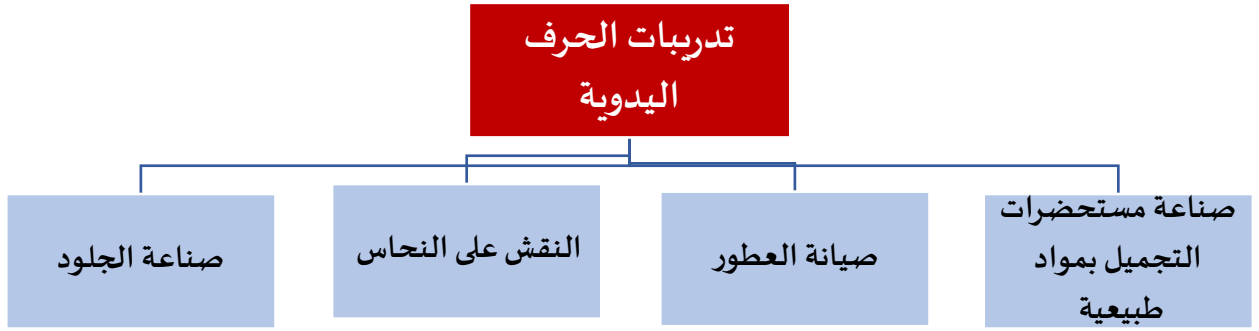 تدريبات الحرف
اليدوية
صناعة مستحضرات
التجميل بمواد
طبيعية
صيانة العطور
النقش على النحاس
صناعة الجلود